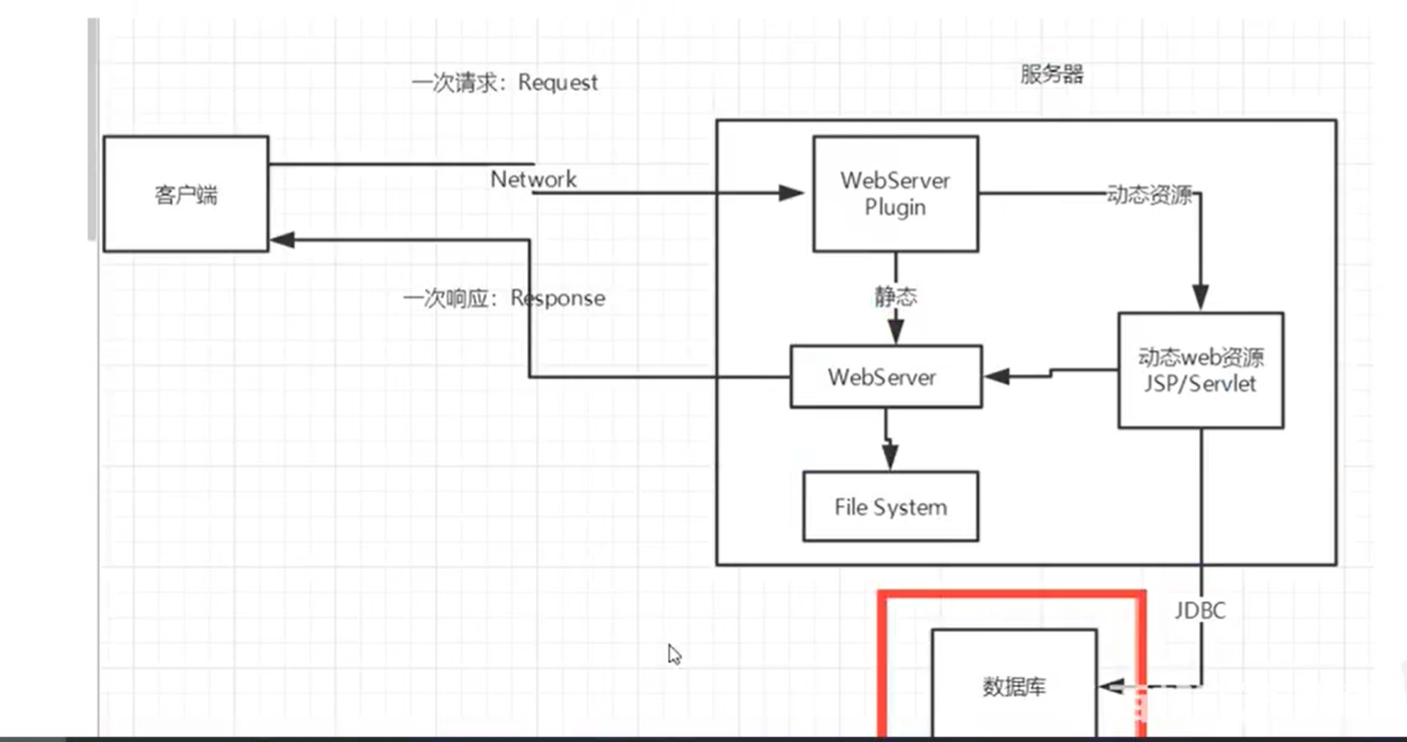 一次请求：Request
服务器
客户端
Network
WebServer
Plugin
动态资源
一次响应：Response
静态
WebServer
动态web资源
JSP/Servlet
File System
JDBC
数据库